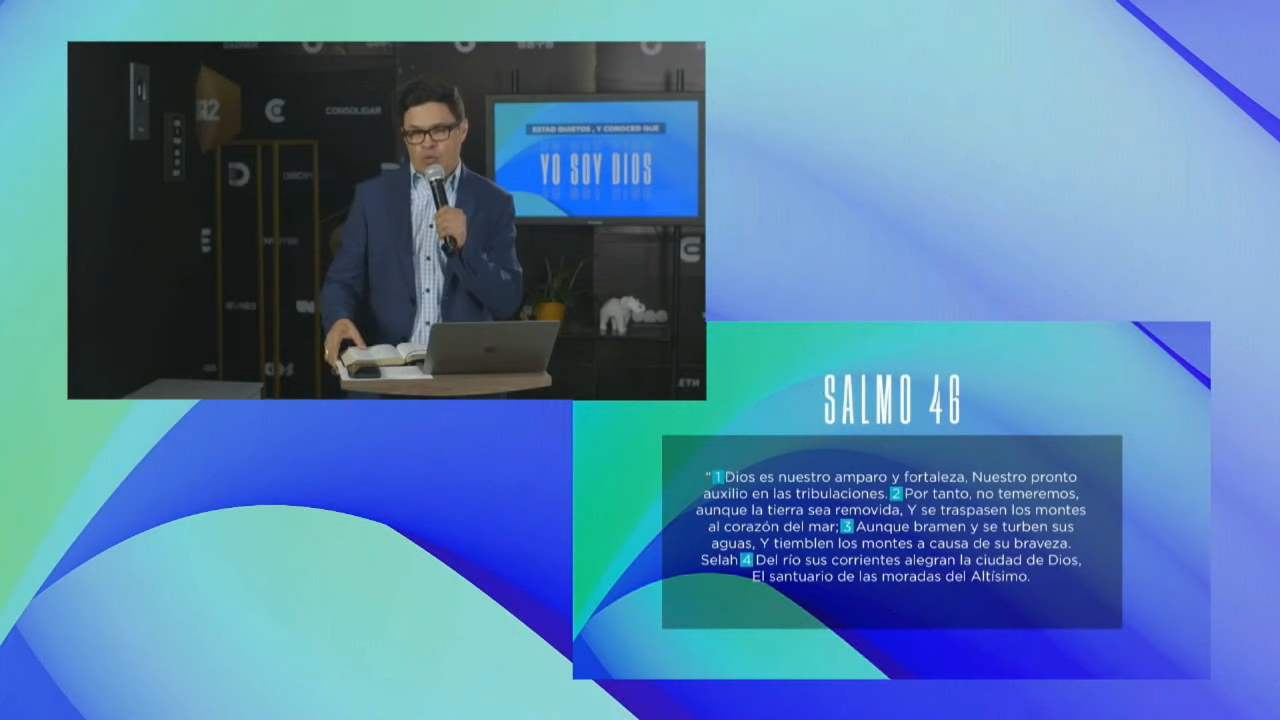 CONSOLIDAR
ESTAD QUIETOS , Y CONOCED QUE
YO SOY DIOS
SALMO 46
“ 1 Dios es nuestro amparo y fortaleza, Nuestro pronto
auxilio en las tribulaciones. 2 Por tanto, no temeremos,
aunque la tierra sea removida, Y se traspasen los montes
al corazón del mar; 3 Aunque bramen y se turben sus
aguas, Y tiemblen los montes a causa de su braveza.
Selah 4 Del río sus corrientes alegran la ciudad de Dios,
El santuario de las moradas del Altísimo.